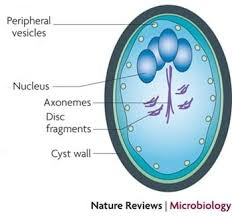 Peripheral
vesicles
Nucleus
Axonemes
Disc
fragments
Cyst wall
Nature Reviews | Microbiology